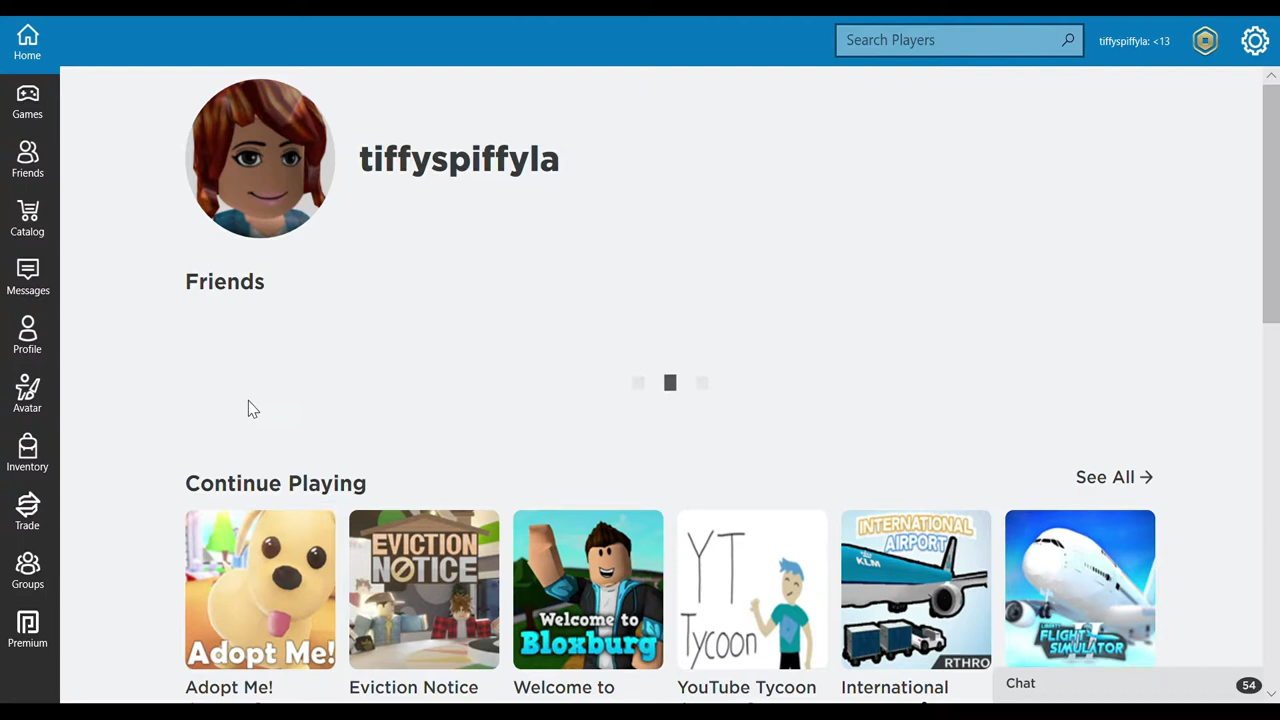 Home
Search Players
tiffyspiffyla: <13
Games
Friends
Catalog
Messages
Profile
Avatar
Inventory
Trade
Groups
Premium
tiffyspiffyla
Friends
Continue Playing
See All
Adopt Me!
EVICTION
NOTICE
Welcome to
Bloxburg
YT
Tycoon
INTERNATIONAL
AIRPORT
KLM
RTHRO
FLIGHT
SIMULATOR
Adopt Me!
Eviction Notice
Welcome to
YouTube Tycoon
International
Chat
54